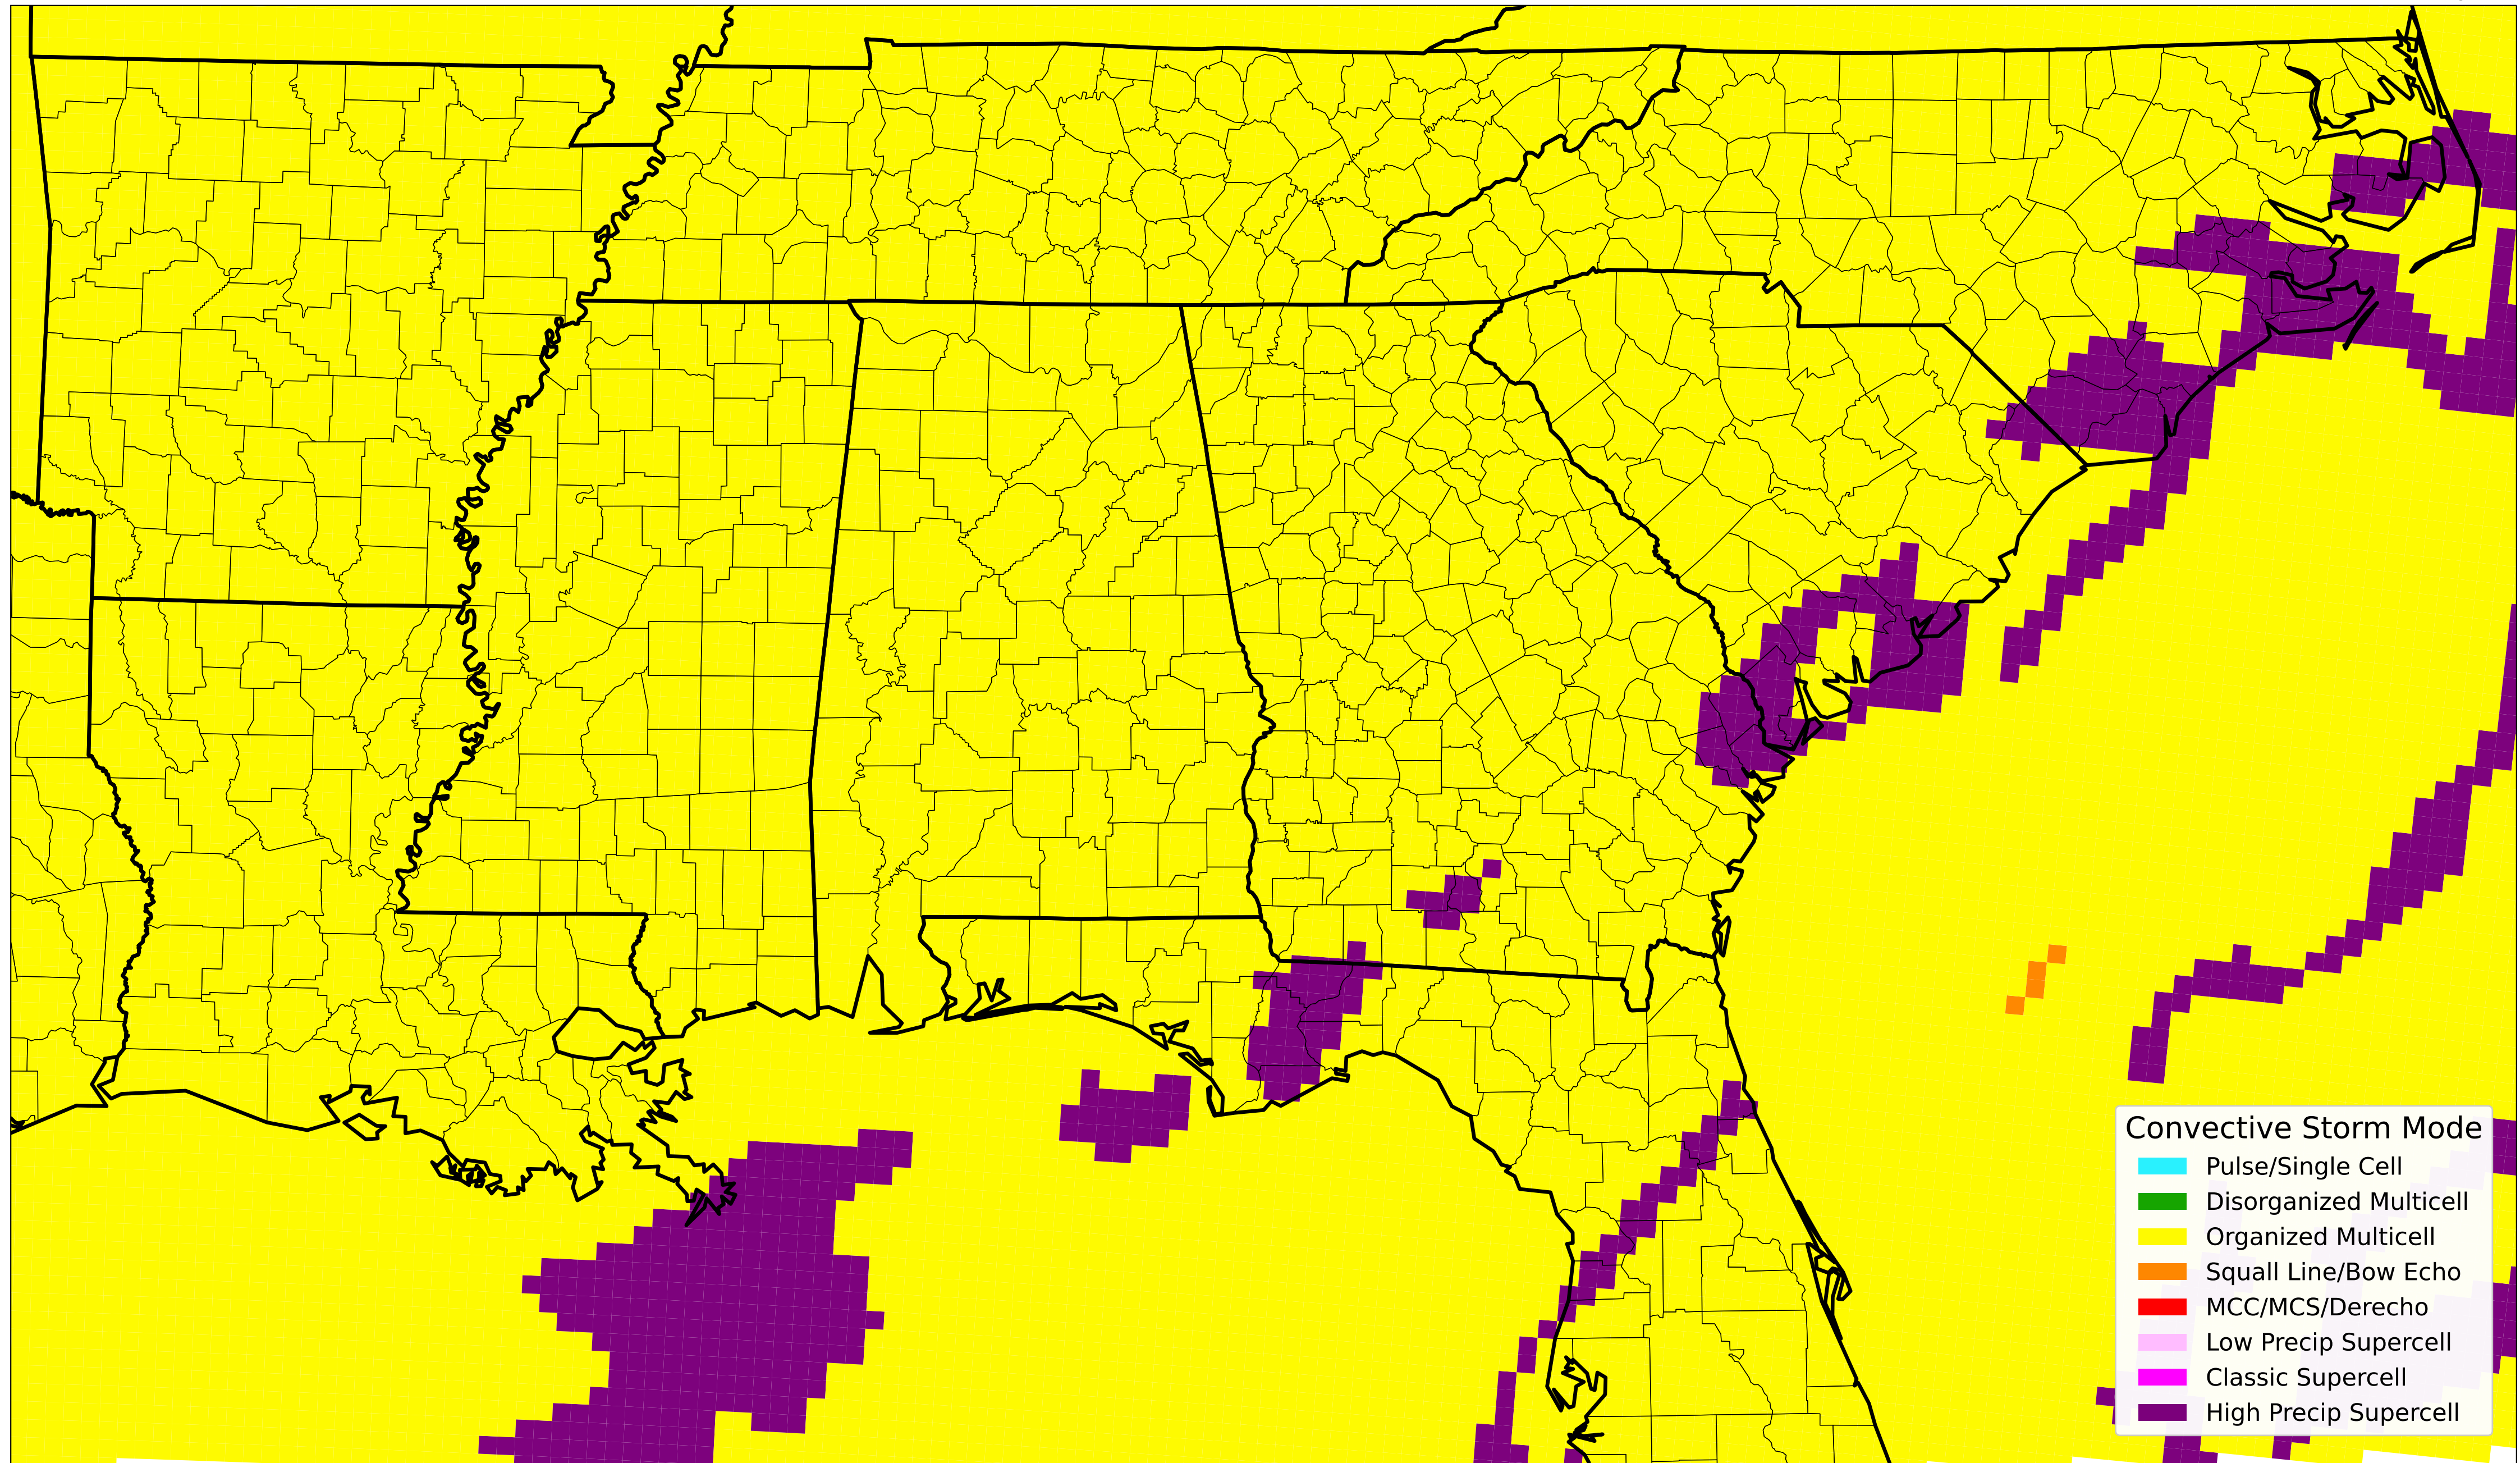 Convective Storm Mode
Pulse/Single Cell
Disorganized Multicell
Organized Multicell
Squall Line/Bow Echo
MCC/MCS/Derecho
Low Precip Supercell
Classic Supercell
High Precip Supercell